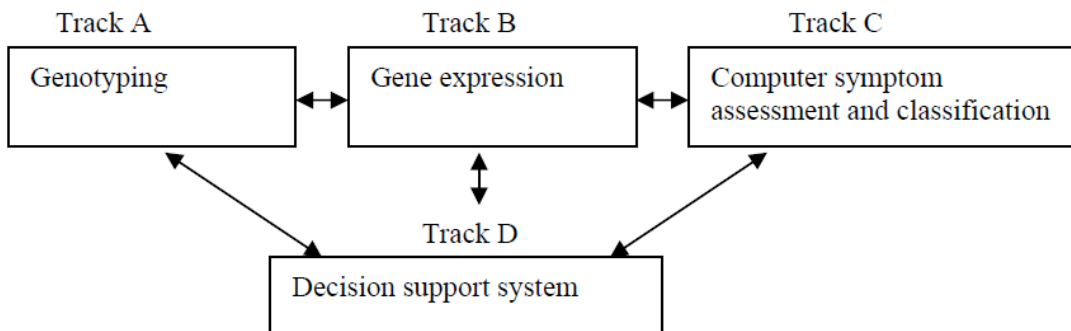 Track A
Track B
Track C
Genotyping
Gene expression
Computer symptom
assessment and classification
Track D
Decision support system